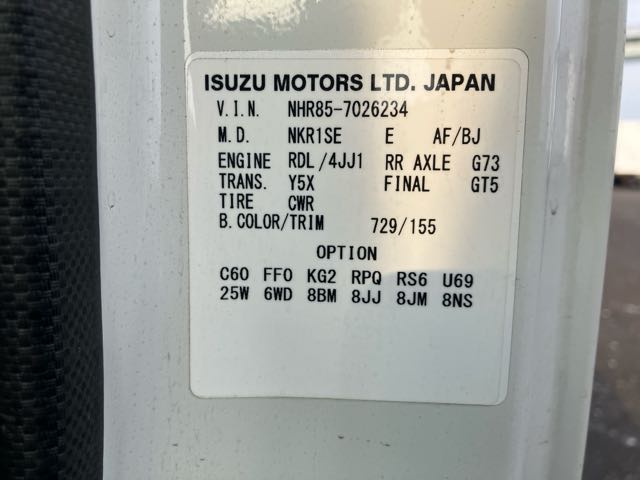 ISUZU MOTORS LTD. JAPAN
V.I.N. NHR85-7026234
M.D. NKR1SE E AF/BJ
ENGINE RDL/4JJ1 RR AXLE G73
TRANS. Y5X FINAL GT5
TIRE CWR
B.COLOR/TRIM 729/155
OPTION
C60 FF0 KG2 RPQ RS6 U69
25W 6WD 8BM 8JJ 8JM 8NS